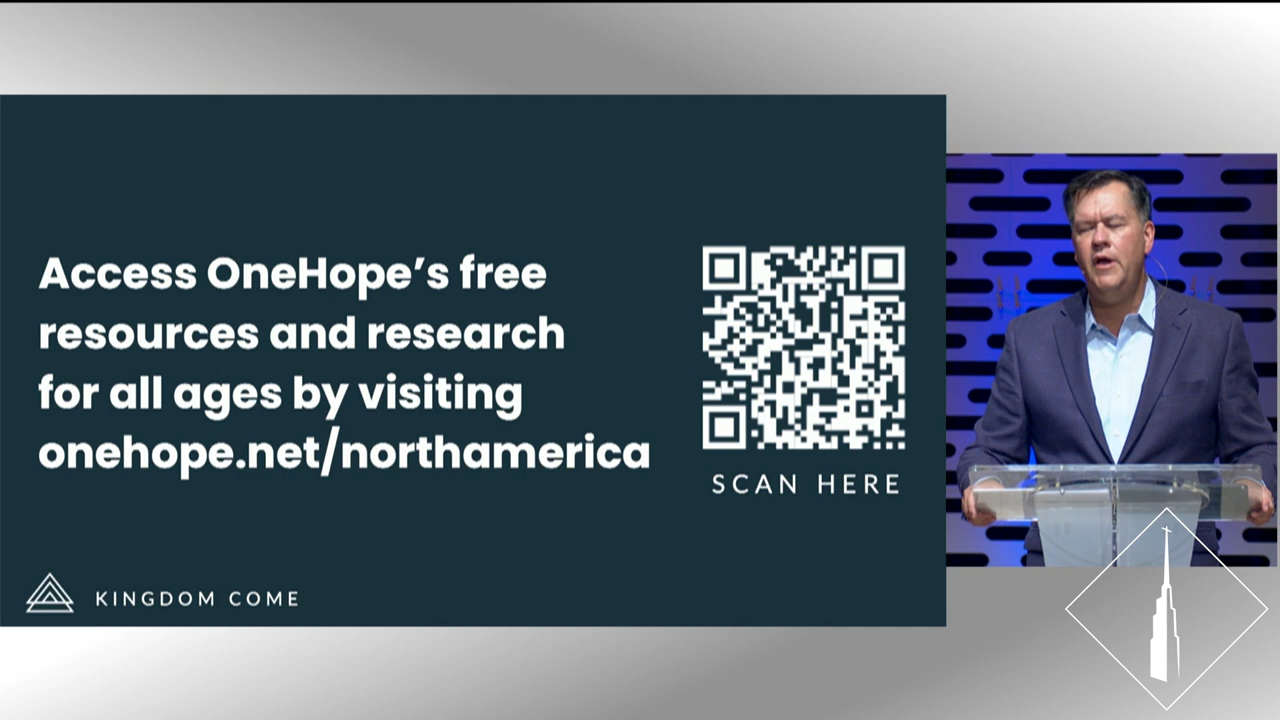 Access OneHope’s free
resources and research
for all ages by visiting
onehope.net/northamerica
SCAN HERE
KINGDOM COME